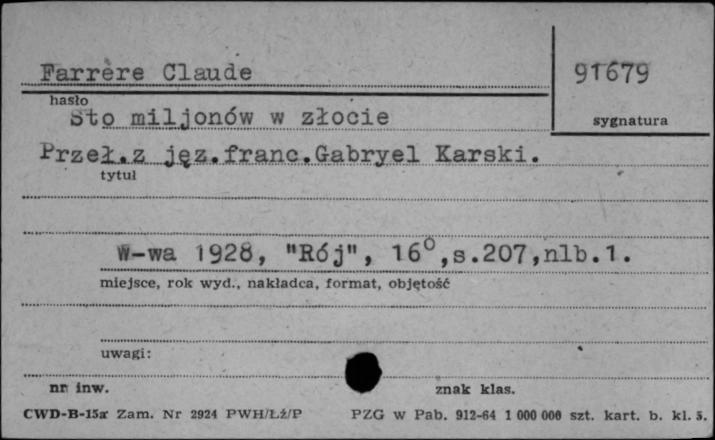 Farrère Claude
91679
hasło
sygnatura
Sto miljonów w złocie
Przeł.z jęz.franc.Gabryel Karski.
tytuł
W-wa 1928, "Rój", 16⁰,s.207,nlb.1.
miejsce, rok wyd., nakładca, format, objętość
uwagi:
nr inw.
znak klas.
CWD-B-15a Zam. Nr 2924 PWH/Łź/P
PZG w Pab. 912-64 1 000 000 szt. kart. b. kl. 5.